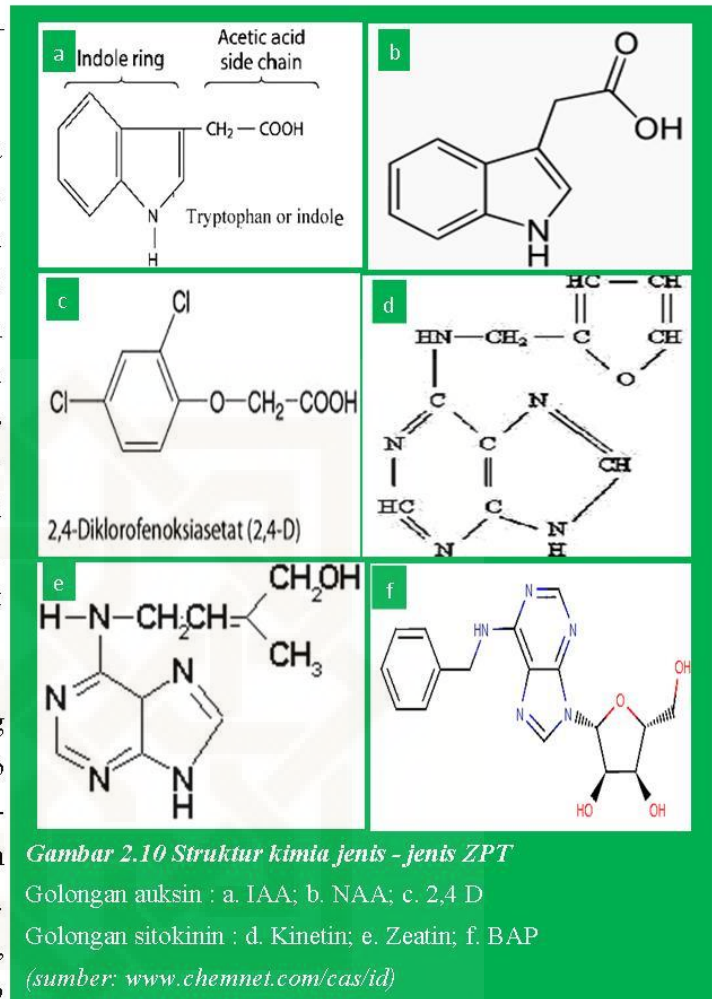 a
Indole ring
Acetic acid
side chain
CH₂—COOH
N
H
Tryptophan or indole
b
O
OH
N
H
c
Cl
Cl
O—CH₂—COOH
2,4-Diklorofenoksiasetat (2,4-D)
d
HC — CH
HN—CH₂—C
CH
O
C
N
N
C
CH
HC
C
N
N
H
e
CH₂OH
H–N–CH₂CH=
CH₃
N
N
N
N
H
f
N
HN
N
N
N
O
OH
HO
OH
Gambar 2.10 Struktur kimia jenis - jenis ZPT
Golongan auksin : a. IAA; b. NAA; c. 2,4 D
Golongan sitokinin : d. Kinetin; e. Zeatin; f. BAP
(sumber: www.chemnet.com/cas/id)